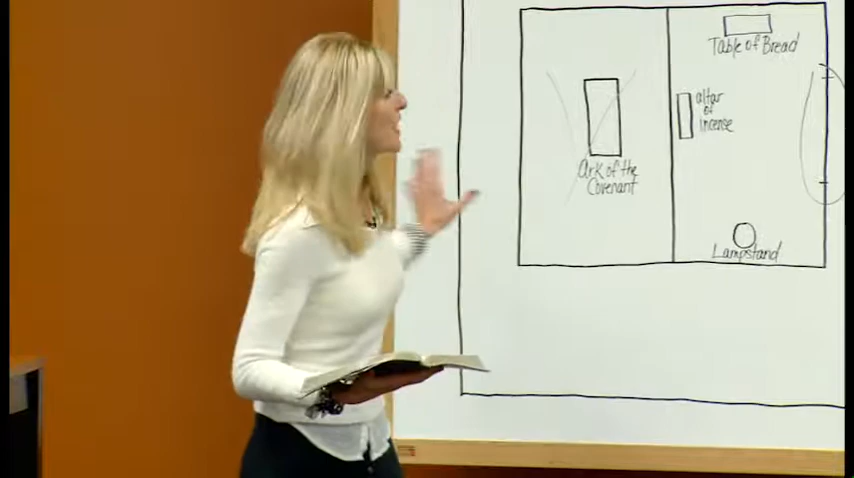 Table of Bread
altar
of
incense
Ark of the
Covenant
Lampstand